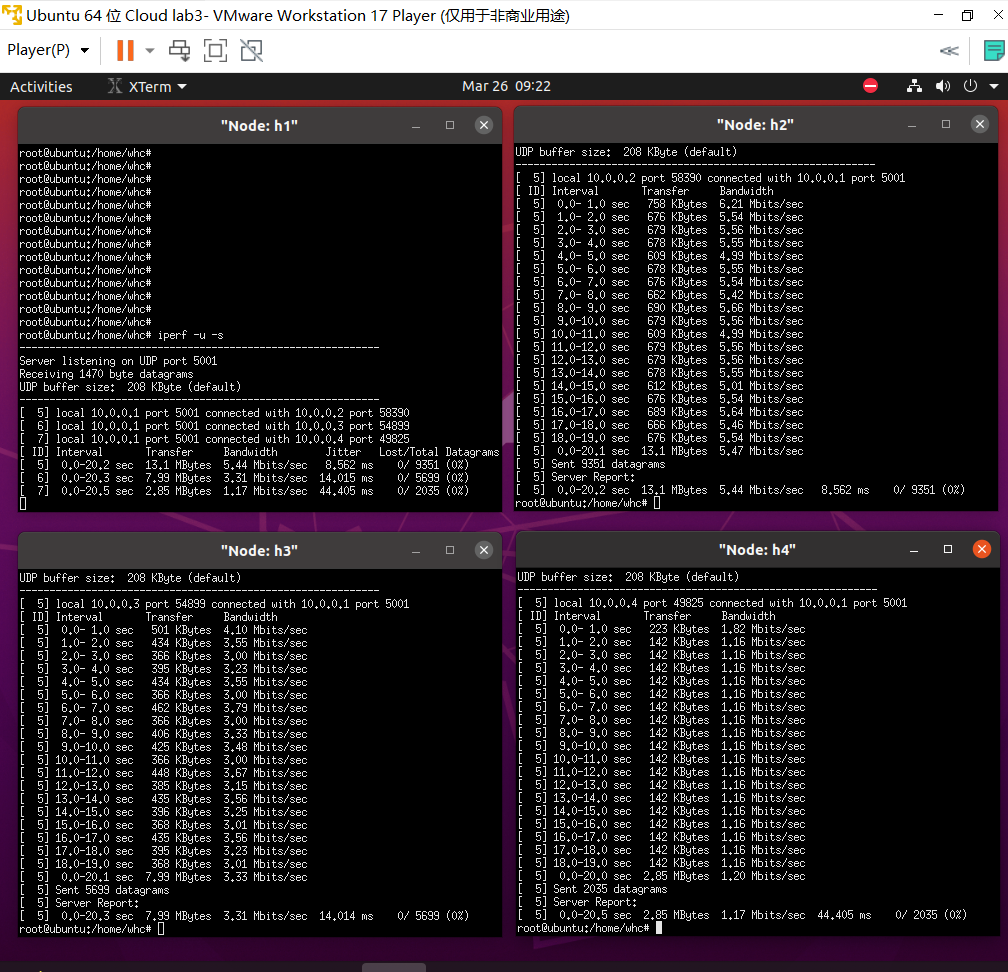 Ubuntu 64 位 Cloud lab3- VMware Workstation 17 Player (仅用于非商业用途)
Player(P)
Activities XTerm Mar 26 09:22
"Node: h1"
root@ubuntu:/home/whc#
root@ubuntu:/home/whc#
root@ubuntu:/home/whc#
root@ubuntu:/home/whc#
root@ubuntu:/home/whc#
root@ubuntu:/home/whc#
root@ubuntu:/home/whc#
root@ubuntu:/home/whc#
root@ubuntu:/home/whc#
root@ubuntu:/home/whc#
root@ubuntu:/home/whc#
root@ubuntu:/home/whc#
root@ubuntu:/home/whc#
root@ubuntu:/home/whc#
root@ubuntu:/home/whc# iperf -u -s
------------------------------------------------------------
Server listening on UDP port 5001
Receiving 1470 byte datagrams
UDP buffer size:  208 KByte (default)
------------------------------------------------------------
[  5] local 10.0.0.1 port 5001 connected with 10.0.0.2 port 58390
[  6] local 10.0.0.1 port 5001 connected with 10.0.0.3 port 54899
[  7] local 10.0.0.1 port 5001 connected with 10.0.0.4 port 49825
[ ID] Interval       Transfer     Bandwidth        Jitter   Lost/Total Datagrams
[  5]  0.0-20.2 sec  13.1 MBytes  5.44 Mbits/sec   8.562 ms    0/ 9351 (0%)
[  6]  0.0-20.3 sec  7.99 MBytes  3.31 Mbits/sec  14.015 ms    0/ 5699 (0%)
[  7]  0.0-20.5 sec  2.85 MBytes  1.17 Mbits/sec  44.405 ms    0/ 2035 (0%)
"Node: h2"
UDP buffer size:  208 KByte (default)
------------------------------------------------------------
[  5] local 10.0.0.2 port 58390 connected with 10.0.0.1 port 5001
[ ID] Interval       Transfer     Bandwidth
[  5]  0.0- 1.0 sec   758 KBytes  6.21 Mbits/sec
[  5]  1.0- 2.0 sec   676 KBytes  5.54 Mbits/sec
[  5]  2.0- 3.0 sec   679 KBytes  5.56 Mbits/sec
[  5]  3.0- 4.0 sec   678 KBytes  5.55 Mbits/sec
[  5]  4.0- 5.0 sec   609 KBytes  4.99 Mbits/sec
[  5]  5.0- 6.0 sec   678 KBytes  5.55 Mbits/sec
[  5]  6.0- 7.0 sec   676 KBytes  5.54 Mbits/sec
[  5]  7.0- 8.0 sec   662 KBytes  5.42 Mbits/sec
[  5]  8.0- 9.0 sec   690 KBytes  5.66 Mbits/sec
[  5]  9.0-10.0 sec   679 KBytes  5.56 Mbits/sec
[  5] 10.0-11.0 sec   609 KBytes  4.99 Mbits/sec
[  5] 11.0-12.0 sec   679 KBytes  5.56 Mbits/sec
[  5] 12.0-13.0 sec   679 KBytes  5.56 Mbits/sec
[  5] 13.0-14.0 sec   678 KBytes  5.55 Mbits/sec
[  5] 14.0-15.0 sec   612 KBytes  5.01 Mbits/sec
[  5] 15.0-16.0 sec   676 KBytes  5.54 Mbits/sec
[  5] 16.0-17.0 sec   689 KBytes  5.64 Mbits/sec
[  5] 17.0-18.0 sec   666 KBytes  5.46 Mbits/sec
[  5] 18.0-19.0 sec   676 KBytes  5.54 Mbits/sec
[  5]  0.0-20.1 sec  13.1 MBytes  5.47 Mbits/sec
[  5] Sent 9351 datagrams
[  5] Server Report:
[  5]  0.0-20.2 sec  13.1 MBytes  5.44 Mbits/sec   8.562 ms    0/ 9351 (0%)
root@ubuntu:/home/whc#
"Node: h3"
UDP buffer size:  208 KByte (default)
------------------------------------------------------------
[  5] local 10.0.0.3 port 54899 connected with 10.0.0.1 port 5001
[ ID] Interval       Transfer     Bandwidth
[  5]  0.0- 1.0 sec   501 KBytes  4.10 Mbits/sec
[  5]  1.0- 2.0 sec   434 KBytes  3.55 Mbits/sec
[  5]  2.0- 3.0 sec   366 KBytes  3.00 Mbits/sec
[  5]  3.0- 4.0 sec   395 KBytes  3.23 Mbits/sec
[  5]  4.0- 5.0 sec   434 KBytes  3.55 Mbits/sec
[  5]  5.0- 6.0 sec   366 KBytes  3.00 Mbits/sec
[  5]  6.0- 7.0 sec   462 KBytes  3.79 Mbits/sec
[  5]  7.0- 8.0 sec   366 KBytes  3.00 Mbits/sec
[  5]  8.0- 9.0 sec   406 KBytes  3.33 Mbits/sec
[  5]  9.0-10.0 sec   425 KBytes  3.48 Mbits/sec
[  5] 10.0-11.0 sec   366 KBytes  3.00 Mbits/sec
[  5] 11.0-12.0 sec   448 KBytes  3.67 Mbits/sec
[  5] 12.0-13.0 sec   385 KBytes  3.15 Mbits/sec
[  5] 13.0-14.0 sec   435 KBytes  3.56 Mbits/sec
[  5] 14.0-15.0 sec   396 KBytes  3.25 Mbits/sec
[  5] 15.0-16.0 sec   368 KBytes  3.01 Mbits/sec
[  5] 16.0-17.0 sec   435 KBytes  3.56 Mbits/sec
[  5] 17.0-18.0 sec   395 KBytes  3.23 Mbits/sec
[  5] 18.0-19.0 sec   368 KBytes  3.01 Mbits/sec
[  5]  0.0-20.1 sec  7.99 MBytes  3.33 Mbits/sec
[  5] Sent 5699 datagrams
[  5] Server Report:
[  5]  0.0-20.3 sec  7.99 MBytes  3.31 Mbits/sec  14.014 ms    0/ 5699 (0%)
root@ubuntu:/home/whc#
"Node: h4"
UDP buffer size:  208 KByte (default)
------------------------------------------------------------
[  5] local 10.0.0.4 port 49825 connected with 10.0.0.1 port 5001
[ ID] Interval       Transfer     Bandwidth
[  5]  0.0- 1.0 sec   223 KBytes  1.82 Mbits/sec
[  5]  1.0- 2.0 sec   142 KBytes  1.16 Mbits/sec
[  5]  2.0- 3.0 sec   142 KBytes  1.16 Mbits/sec
[  5]  3.0- 4.0 sec   142 KBytes  1.16 Mbits/sec
[  5]  4.0- 5.0 sec   142 KBytes  1.16 Mbits/sec
[  5]  5.0- 6.0 sec   142 KBytes  1.16 Mbits/sec
[  5]  6.0- 7.0 sec   142 KBytes  1.16 Mbits/sec
[  5]  7.0- 8.0 sec   142 KBytes  1.16 Mbits/sec
[  5]  8.0- 9.0 sec   142 KBytes  1.16 Mbits/sec
[  5]  9.0-10.0 sec   142 KBytes  1.16 Mbits/sec
[  5] 10.0-11.0 sec   142 KBytes  1.16 Mbits/sec
[  5] 11.0-12.0 sec   142 KBytes  1.16 Mbits/sec
[  5] 12.0-13.0 sec   142 KBytes  1.16 Mbits/sec
[  5] 13.0-14.0 sec   142 KBytes  1.16 Mbits/sec
[  5] 14.0-15.0 sec   142 KBytes  1.16 Mbits/sec
[  5] 15.0-16.0 sec   142 KBytes  1.16 Mbits/sec
[  5] 16.0-17.0 sec   142 KBytes  1.16 Mbits/sec
[  5] 17.0-18.0 sec   142 KBytes  1.16 Mbits/sec
[  5] 18.0-19.0 sec   142 KBytes  1.16 Mbits/sec
[  5]  0.0-20.0 sec  2.85 MBytes  1.20 Mbits/sec
[  5] Sent 2035 datagrams
[  5] Server Report:
[  5]  0.0-20.5 sec  2.85 MBytes  1.17 Mbits/sec  44.405 ms    0/ 2035 (0%)
root@ubuntu:/home/whc#